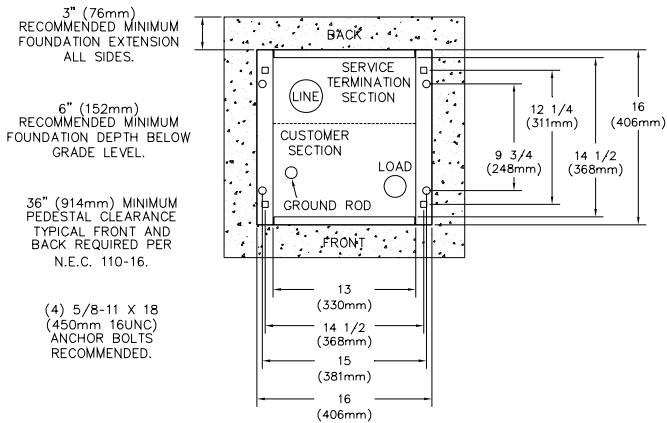 3" (76mm)
RECOMMENDED MINIMUM
FOUNDATION EXTENSION
ALL SIDES.
6" (152mm)
RECOMMENDED MINIMUM
FOUNDATION DEPTH BELOW
GRADE LEVEL.
36" (914mm) MINIMUM
PEDESTAL CLEARANCE
TYPICAL FRONT AND
BACK REQUIRED PER
N.E.C. 110-16.
(4) 5/8-11 X 18
(450mm 16UNC)
ANCHOR BOLTS
RECOMMENDED.
BACK
SERVICE
TERMINATION
SECTION
LINE
CUSTOMER
SECTION
LOAD
GROUND ROD
FRONT
9 3/4
(248mm)
12 1/4
(311mm)
14 1/2
(368mm)
16
(406mm)
13
(330mm)
14 1/2
(368mm)
15
(381mm)
16
(406mm)